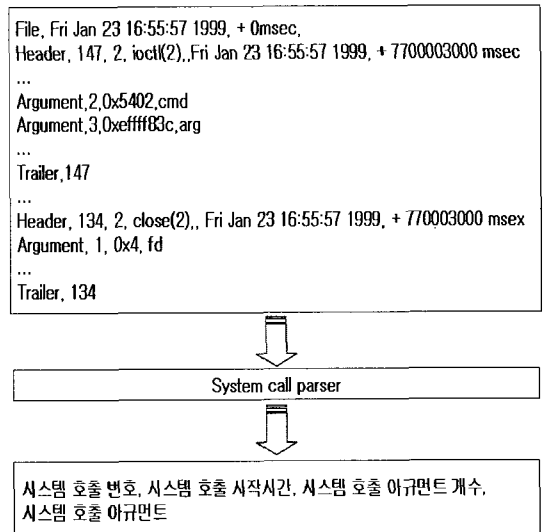 File, Fri Jan 23 16:55:57 1999, + 0msec,
Header, 147, 2, ioctl(2),,Fri Jan 23 16:55:57 1999, + 7700003000 msec
...
Argument,2,0x5402,cmd
Argument,3,0xeffff83c,arg
...
Trailer,147
...
Header, 134, 2, close(2),, Fri Jan 23 16:55:57 1999, + 770003000 msex
Argument, 1, 0x4, fd
...
Trailer, 134
System call parser
시스템 호출 번호, 시스템 호출 시작시간, 시스템 호출 아규먼트 개수,
시스템 호출 아규먼트